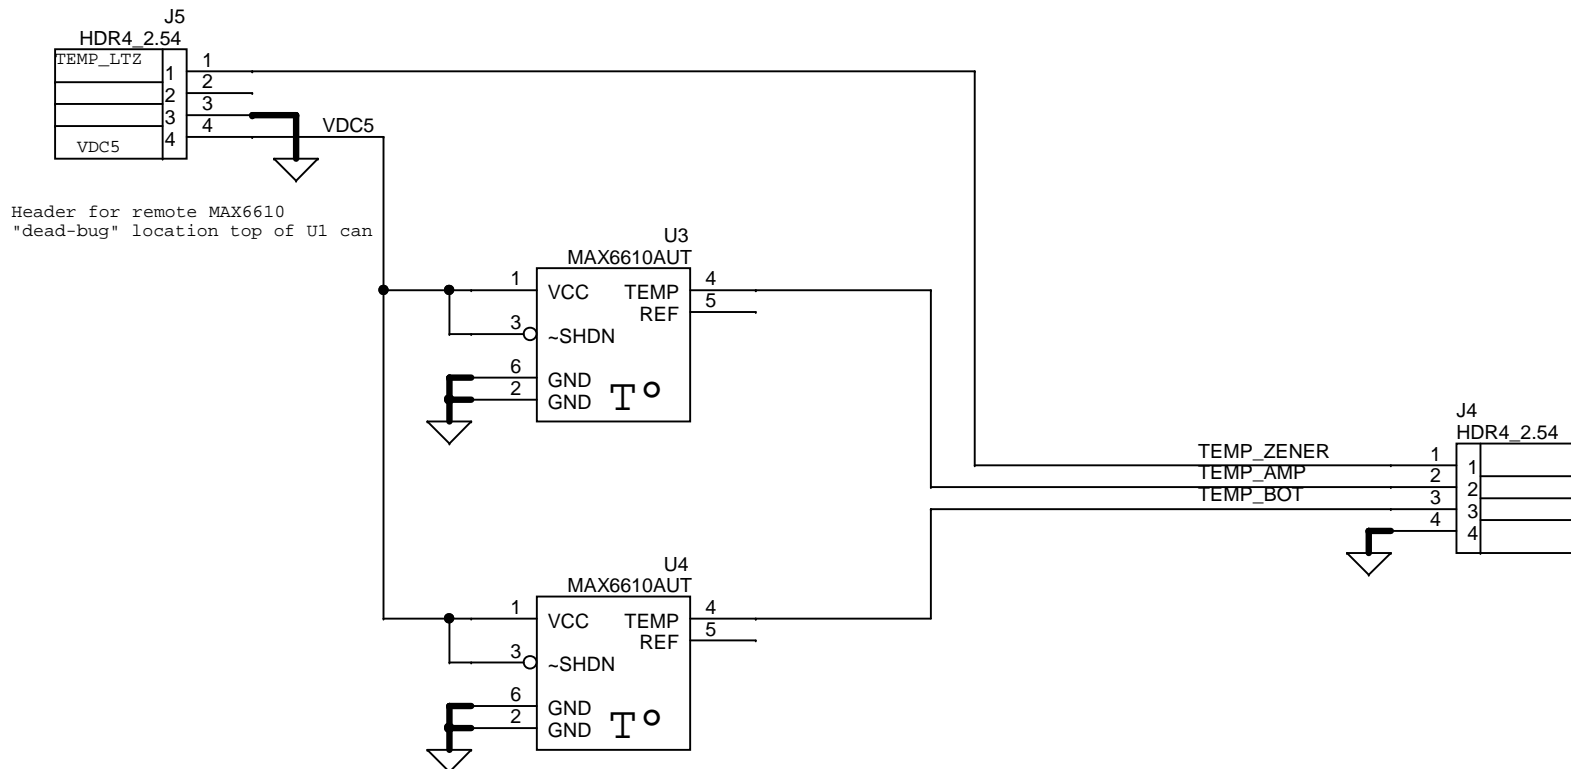 J5
HDR4_2.54
TEMP_LTZ
VDC5
1
2
3
4
1
2
3
4
VDC5
Header for remote MAX6610
"dead-bug" location top of U1 can
U3
MAX6610AUT
1
3
6
2
VCC
~SHDN
GND
GND
TEMP
REF
T°
4
5
J4
HDR4_2.54
TEMP_ZENER
TEMP_AMP
TEMP_BOT
1
2
3
4
1
2
3
4
U4
MAX6610AUT
1
3
6
2
VCC
~SHDN
GND
GND
TEMP
REF
T°
4
5